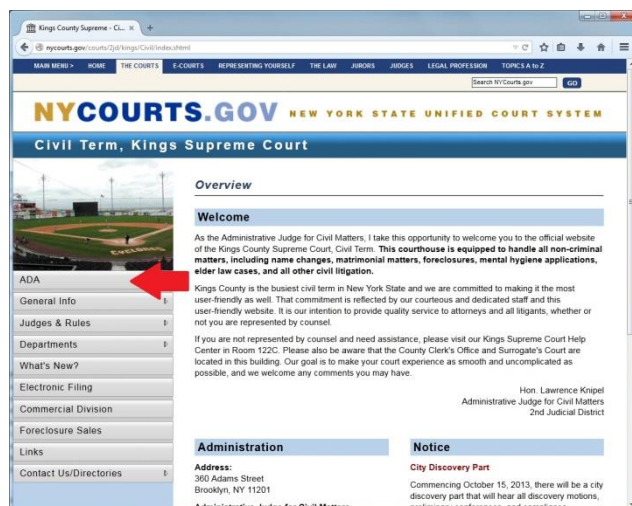 Kings County Supreme - Ci...
nycourts.gov/courts/2jd/kings/Civil/index.shtml
MAIN MENU > HOME THE COURTS E-COURTS REPRESENTING YOURSELF THE LAW JURORS JUDGES LEGAL PROFESSION TOPICS A to Z
Search NYCourts.gov GO
NYCOURTS.GOV NEW YORK STATE UNIFIED COURT SYSTEM
Civil Term, Kings Supreme Court
CYCLONES
ADA
General Info
Judges & Rules
Departments
What's New?
Electronic Filing
Commercial Division
Foreclosure Sales
Links
Contact Us/Directories
Overview
Welcome
As the Administrative Judge for Civil Matters, I take this opportunity to welcome you to the official website
of the Kings County Supreme Court, Civil Term. This courthouse is equipped to handle all non-criminal
matters, including name changes, matrimonial matters, foreclosures, mental hygiene applications,
elder law cases, and all other civil litigation.
Kings County is the busiest civil term in New York State and we are committed to making it the most
user-friendly as well. That commitment is reflected by our courteous and dedicated staff and this
user-friendly website. It is our intention to provide quality service to attorneys and all litigants, whether or
not you are represented by counsel.
If you are not represented by counsel and need assistance, please visit our Kings Supreme Court Help
Center in Room 122C. Please also be aware that the County Clerk's Office and Surrogate's Court are
located in this building. Our goal is to make your court experience as smooth and uncomplicated as
possible, and we welcome any comments you may have.
Hon. Lawrence Knipel
Administrative Judge for Civil Matters
2nd Judicial District
Administration
Address:
360 Adams Street
Brooklyn, NY 11201
Administrative Judge for Civil Matters
Notice
City Discovery Part
Commencing October 15, 2013, there will be a city
discovery part that will hear all discovery motions,
preliminary conferences, and compliance